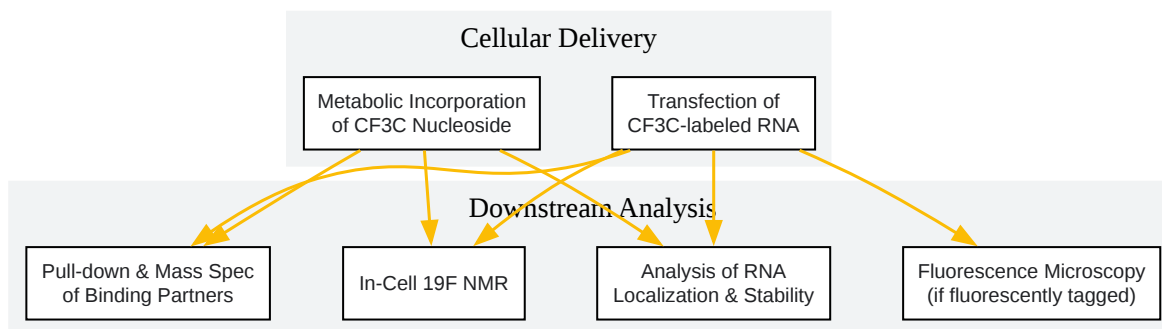 Cellular Delivery
Metabolic Incorporation
of CF3C Nucleoside
Transfection of
CF3C-labeled RNA
Downstream Analysis
Pull-down & Mass Spec
of Binding Partners
In-Cell 19F NMR
Analysis of RNA
Localization & Stability
Fluorescence Microscopy
(if fluorescently tagged)